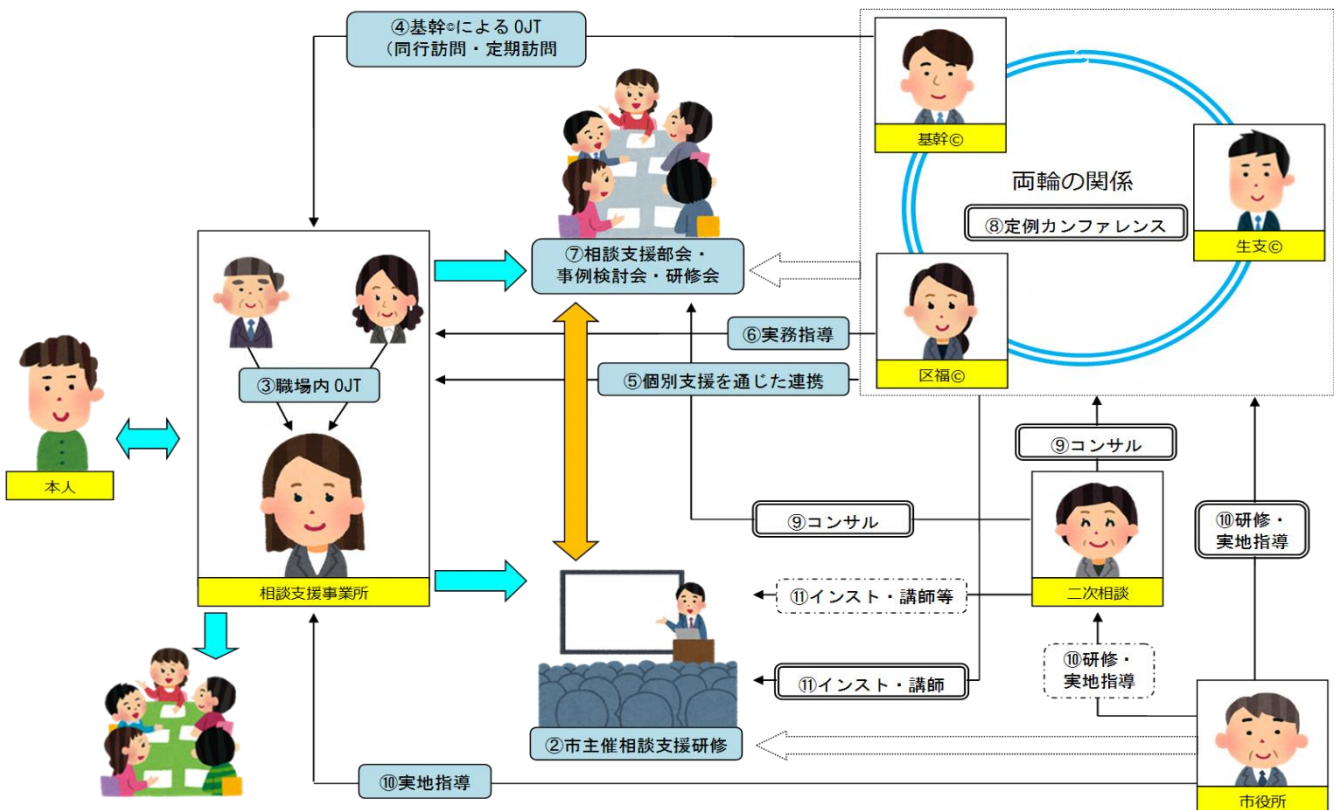 ④基幹©による OJT
（同行訪問・定期訪問
基幹©
両輪の関係
⑧定例カンファレンス
生支©
⑦相談支援部会・
事例検討会・研修会
⑥実務指導
区福©
③職場内 OJT
⑤個別支援を通じた連携
本人
⑨コンサル
⑨コンサル
⑩研修・
実地指導
相談支援事業所
⑪インスト・講師等
二次相談
⑩研修・
実地指導
⑪インスト・講師
②市主催相談支援研修
⑩実地指導
市役所